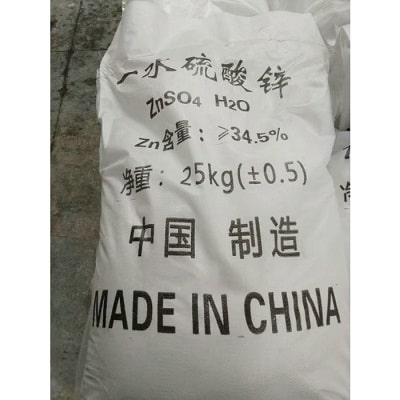 一水硫酸锌
ZnSO4 H2O
Zn含量：≥34.5%
净重：25kg(±0.5)
中国 制造
MADE IN CHINA